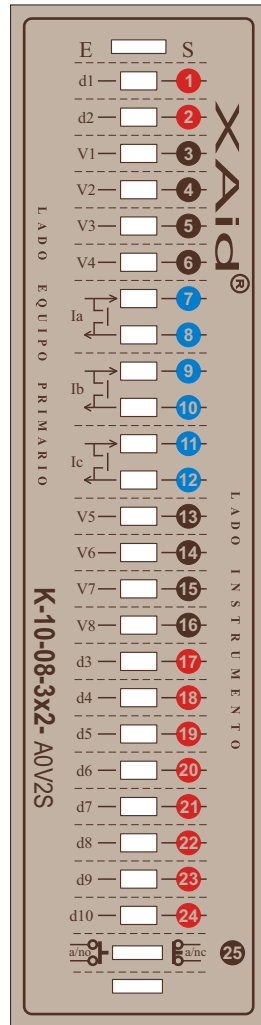 E S
d1 1
d2 2
V1 3
V2 4
V3 5
V4 6
Ia 7
8
Ib 9
10
Ic 11
12
V5 13
V6 14
V7 15
V8 16
d3 17
d4 18
d5 19
d6 20
d7 21
d8 22
d9 23
d10 24
a/no a/nc 25
XAid®
LADO EQUIPO PRIMARIO
LADO INSTRUMENTO
K-10-08-3x2- A0V2S